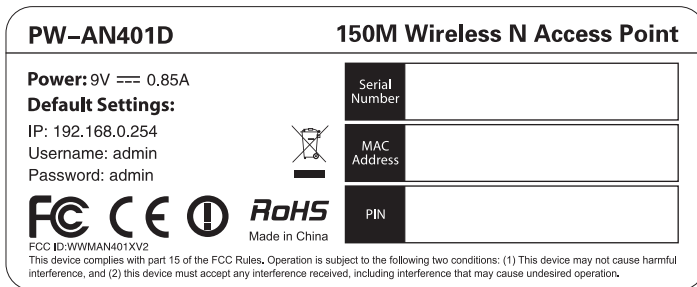 PW-AN401D
150M Wireless N Access Point
Power: 9V ⎓ 0.85A
Default Settings:
IP: 192.168.0.254
Username: admin
Password: admin
Serial
Number
MAC
Address
PIN
FC CE
RoHS
Made in China
FCC ID:WWMAN401XV2
This device complies with part 15 of the FCC Rules. Operation is subject to the following two conditions: (1) This device may not cause harmful
interference, and (2) this device must accept any interference received, including interference that may cause undesired operation.